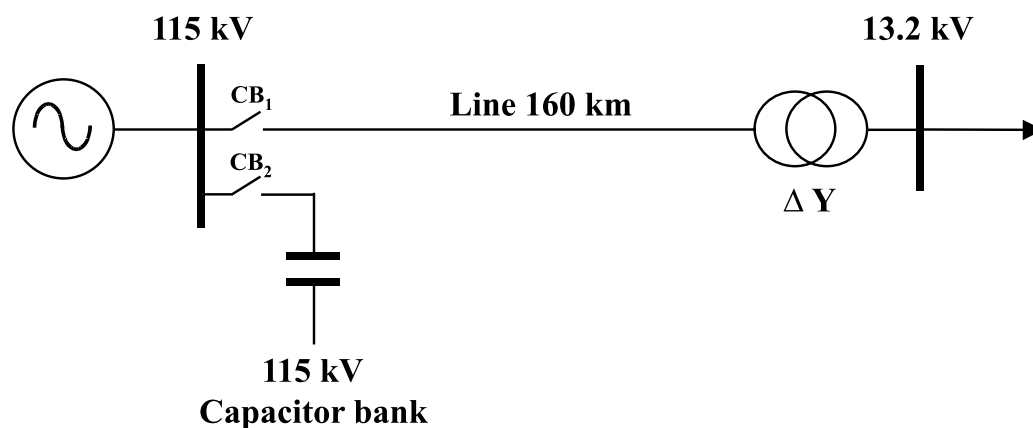 115 kV
13.2 kV
CB₁
Line 160 km
CB₂
Δ Y
115 kV
Capacitor bank